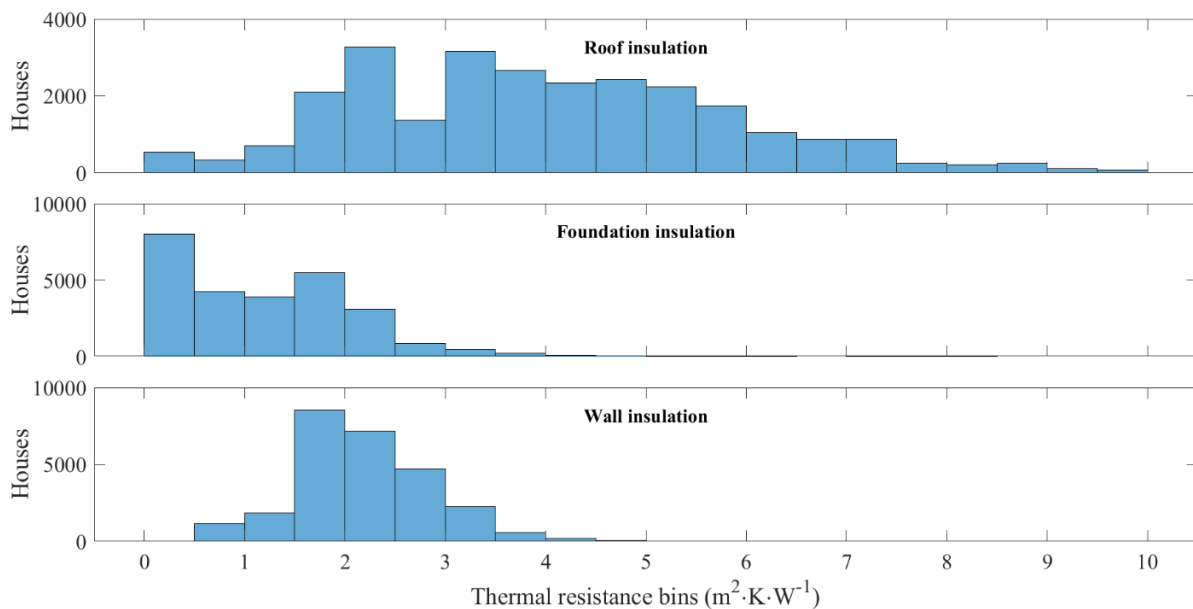 4000
Roof insulation
Houses
2000
0
10000
Foundation insulation
Houses
5000
0
10000
Wall insulation
Houses
5000
0
0 1 2 3 4 5 6 7 8 9 10
Thermal resistance bins (m²·K·W⁻¹)